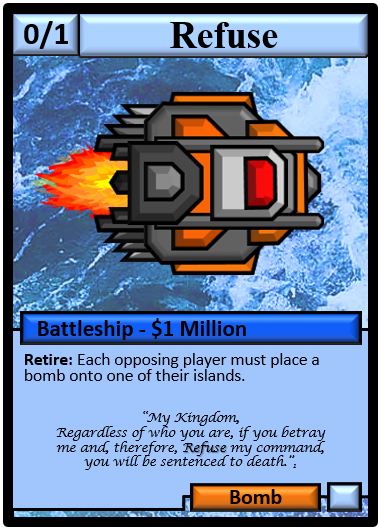 0/1
Refuse
Battleship - $1 Million
Retire: Each opposing player must place a
bomb onto one of their islands.
“My Kingdom,
Regardless of who you are, if you betray
me and, therefore, Refuse my command,
you will be sentenced to death.”1
Bomb